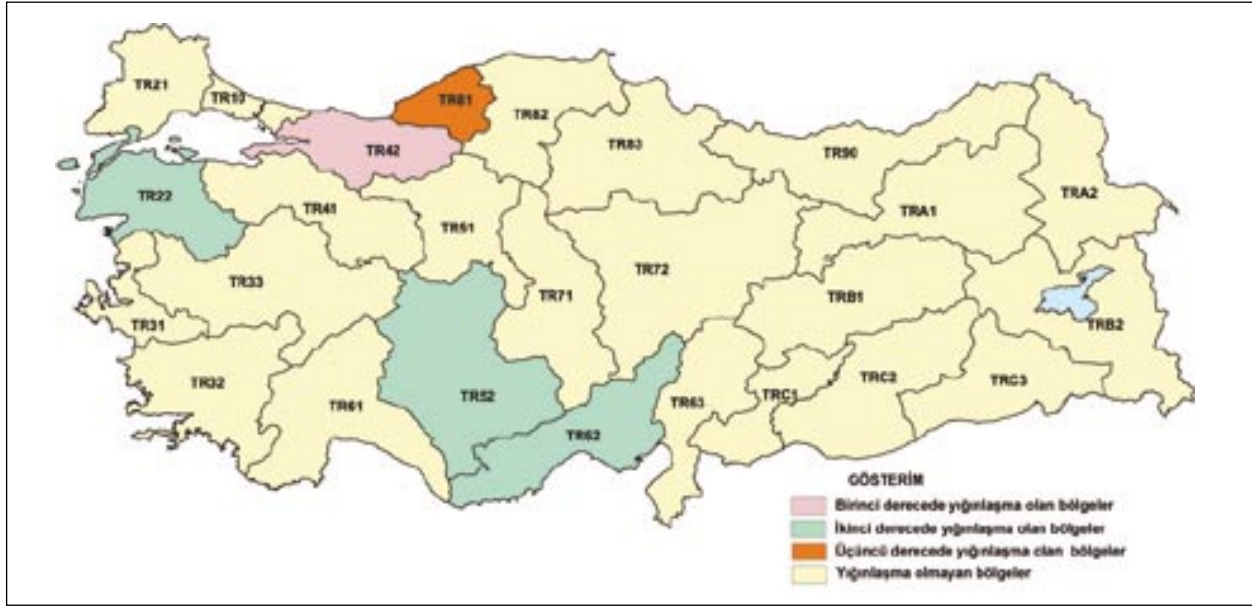 TR21
TR10
TR81
TR82
TR42
TR83
TR90
TRA2
TR22
TR41
TR51
TRA1
TR33
TR72
TR71
TRB1
TR31
TRB2
TR32
TR61
TR52
TR63
TRC1
TRC2
TRC3
TR62
GÖSTERİM
Birinci derecede yığınlaşma olan bölgeler
İkinci derecede yığınlaşma olan bölgeler
Üçüncü derecede yığınlaşma olan bölgeler
Yığınlaşma olmayan bölgeler